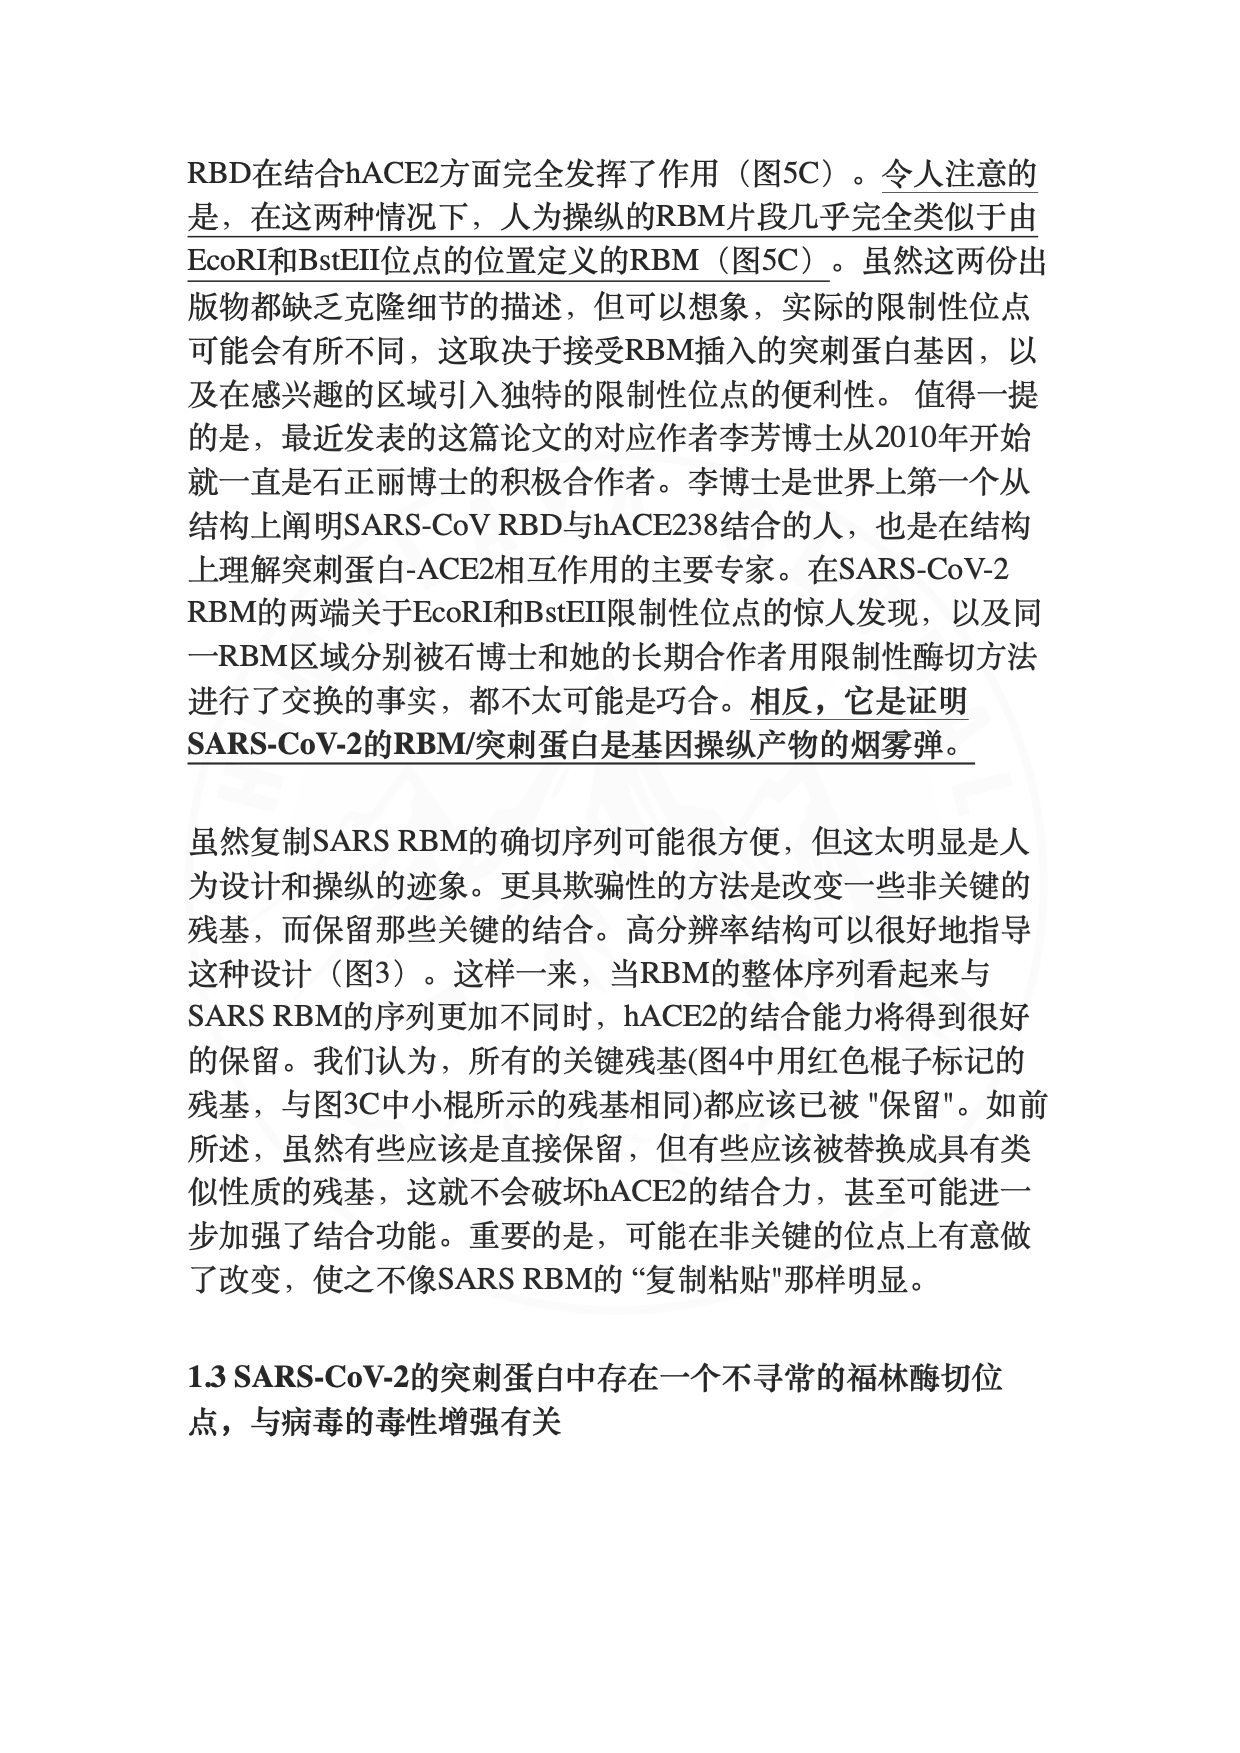 RBD在结合hACE2方面完全发挥了作用（图5C）。令人注意的
是，在这两种情况下，人为操纵的RBM片段几乎完全类似于由
EcoRI和BstEII位点的位置定义的RBM（图5C）。虽然这两份出
版物都缺乏克隆细节的描述，但可以想象，实际的限制性位点
可能会有所不同，这取决于接受RBM插入的突刺蛋白基因，以
及在感兴趣的区域引入独特的限制性位点的便利性。 值得一提
的是，最近发表的这篇论文的对应作者李芳博士从2010年开始
就一直是石正丽博士的积极合作者。李博士是世界上第一个从
结构上阐明SARS-CoV RBD与hACE238结合的人，也是在结构
上理解突刺蛋白-ACE2相互作用的主要专家。在SARS-CoV-2
RBM的两端关于EcoRI和BstEII限制性位点的惊人发现，以及同
一RBM区域分别被石博士和她的长期合作者用限制性酶切方法
进行了交换的事实，都不太可能是巧合。相反，它是证明
SARS-CoV-2的RBM/突刺蛋白是基因操纵产物的烟雾弹。
虽然复制SARS RBM的确切序列可能很方便，但这太明显是人
为设计和操纵的迹象。更具欺骗性的方法是改变一些非关键的
残基，而保留那些关键的结合。高分辨率结构可以很好地指导
这种设计（图3）。这样一来，当RBM的整体序列看起来与
SARS RBM的序列更加不同时，hACE2的结合能力将得到很好
的保留。我们认为，所有的关键残基(图4中用红色棍子标记的
残基，与图3C中小棍所示的残基相同)都应该已被 "保留"。如前
所述，虽然有些应该是直接保留，但有些应该被替换成具有类
似性质的残基，这就不会破坏hACE2的结合力，甚至可能进一
步加强了结合功能。重要的是，可能在非关键的位点上有意做
了改变，使之不像SARS RBM的 “复制粘贴"那样明显。
1.3 SARS-CoV-2的突刺蛋白中存在一个不寻常的福林酶切位
点，与病毒的毒性增强有关